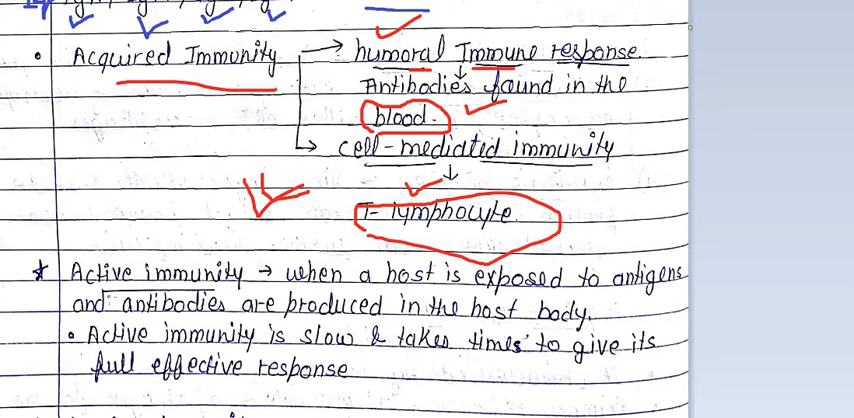 • Acquired Immunity → humoral Immune response.
↓
Antibodies found in the
blood.
→ cell-mediated immunity
↓
T-lymphocyte.
* Active immunity → when a host is exposed to antigens
and antibodies are produced in the host body.
• Active immunity is slow & takes times to give its
full effective response